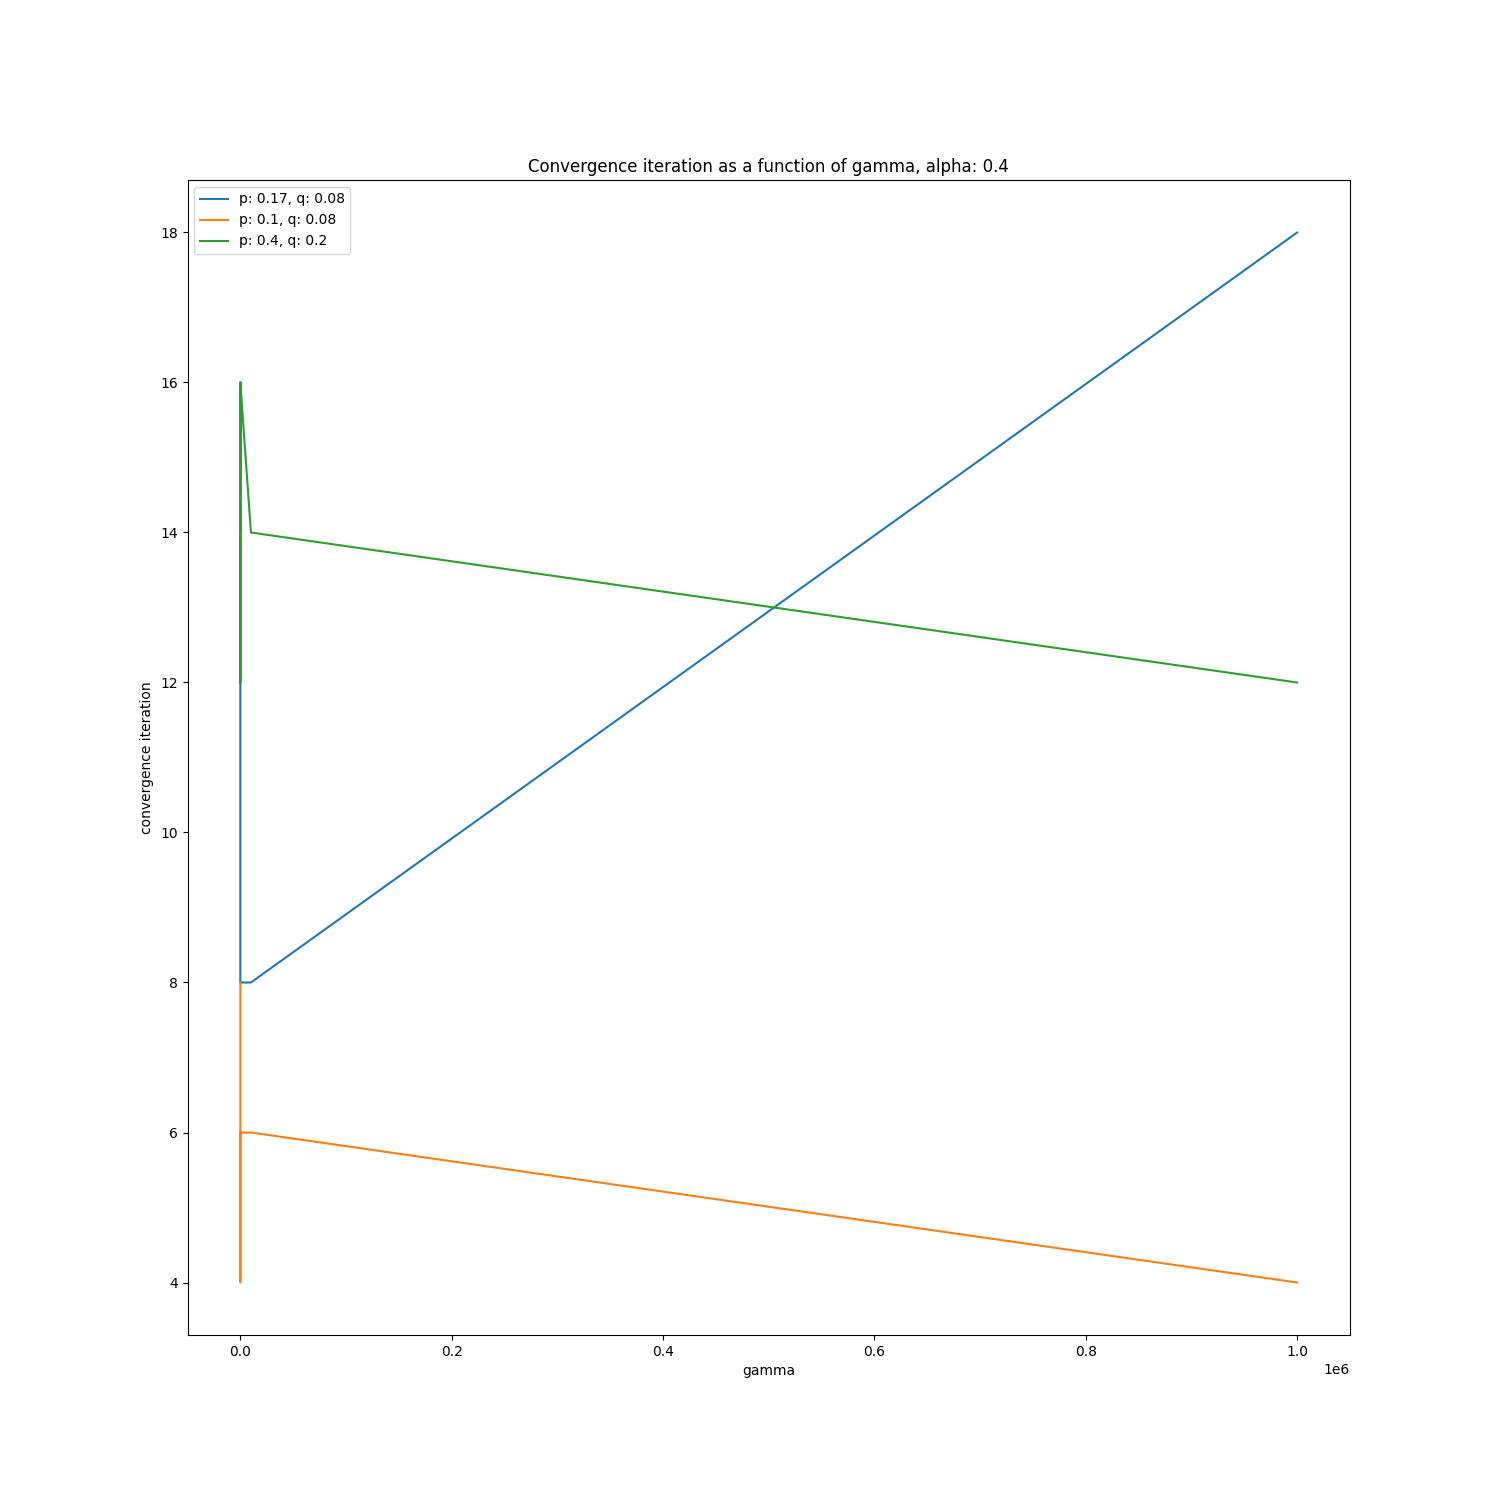 Convergence iteration as a function of gamma, alpha: 0.4
p: 0.17, q: 0.08
p: 0.1, q: 0.08
p: 0.4, q: 0.2
18
16
14
12
10
8
6
4
convergence iteration
0.0 0.2 0.4 0.6 0.8 1.0
1e6
gamma